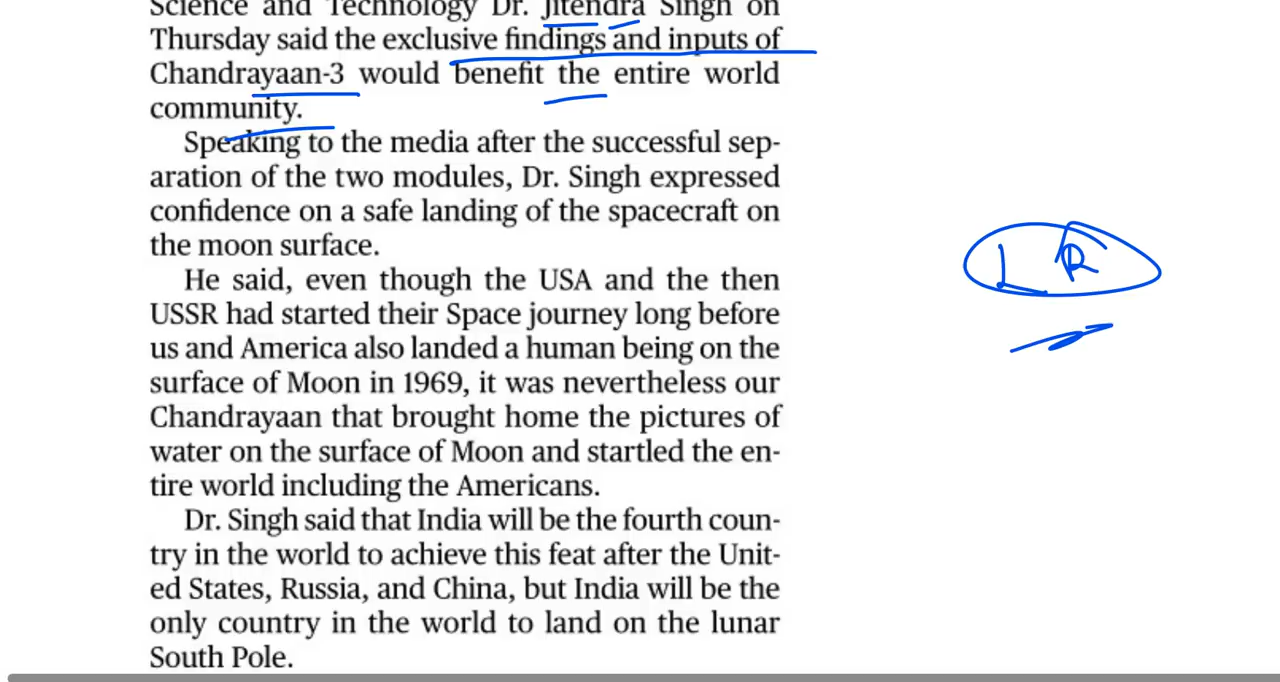 Science and Technology Dr. Jitendra Singh on
Thursday said the exclusive findings and inputs of
Chandrayaan-3 would benefit the entire world
community.
Speaking to the media after the successful sep-
aration of the two modules, Dr. Singh expressed
confidence on a safe landing of the spacecraft on
the moon surface.
He said, even though the USA and the then
USSR had started their Space journey long before
us and America also landed a human being on the
surface of Moon in 1969, it was nevertheless our
Chandrayaan that brought home the pictures of
water on the surface of Moon and startled the en-
tire world including the Americans.
Dr. Singh said that India will be the fourth coun-
try in the world to achieve this feat after the Unit-
ed States, Russia, and China, but India will be the
only country in the world to land on the lunar
South Pole.
L R